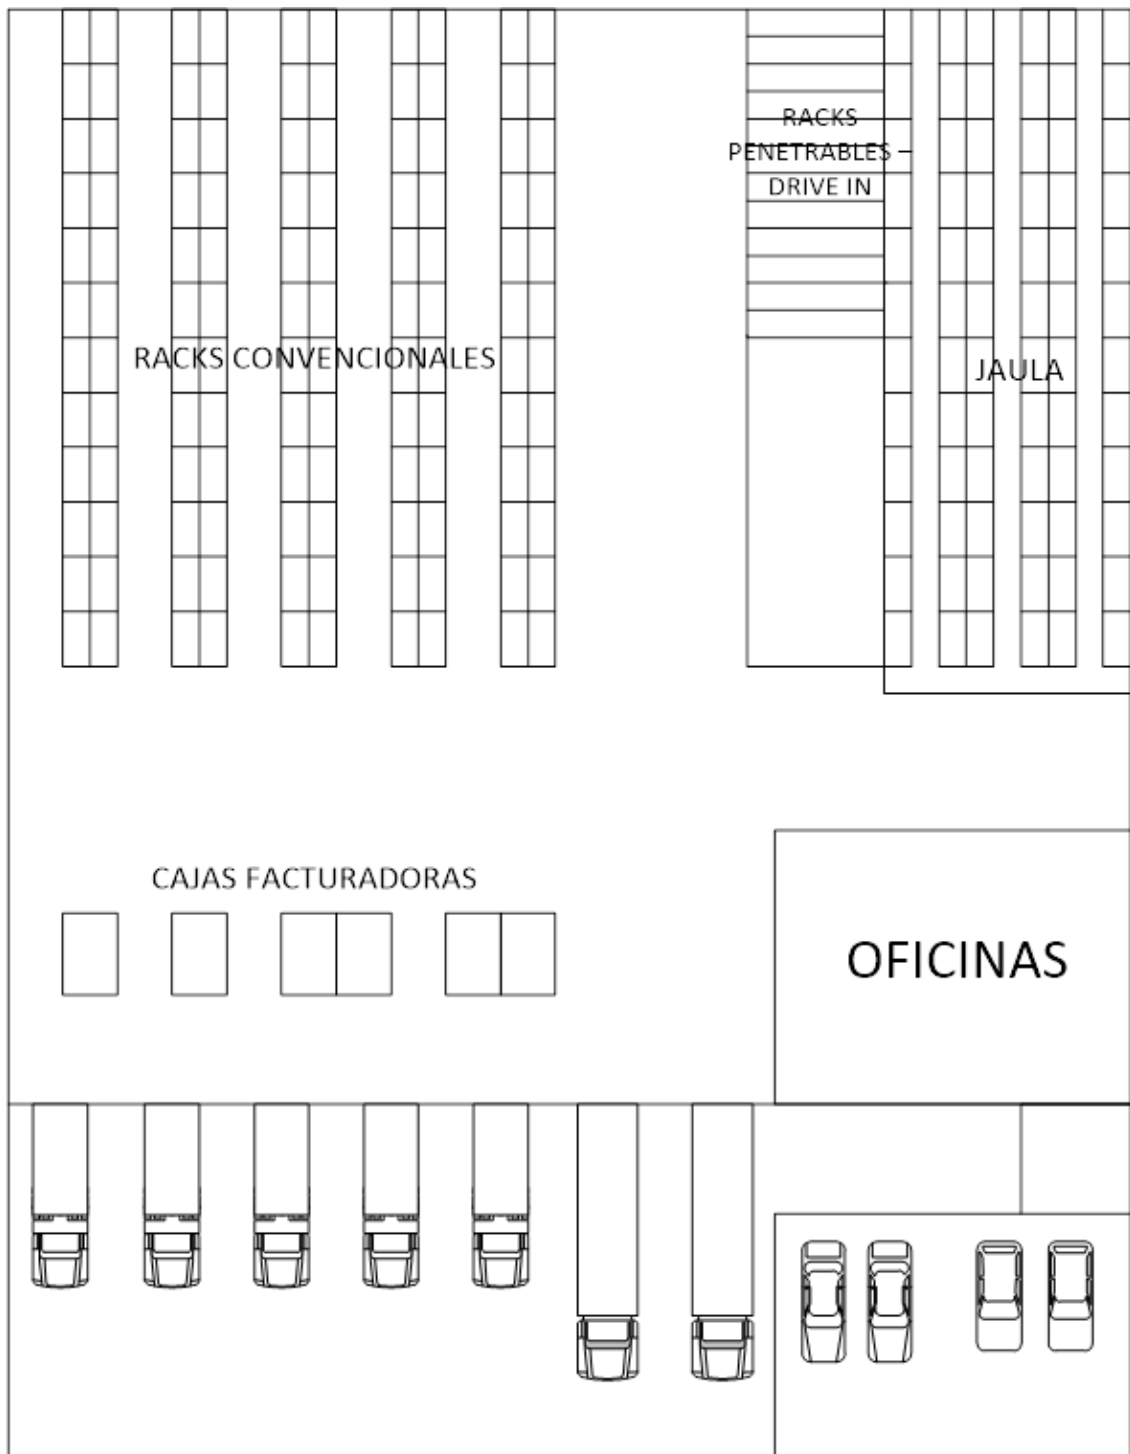 RACKS
PENETRABLES
DRIVE IN
RACKS CONVENCIONALES
JAULA
CAJAS FACTURADORAS
OFICINAS